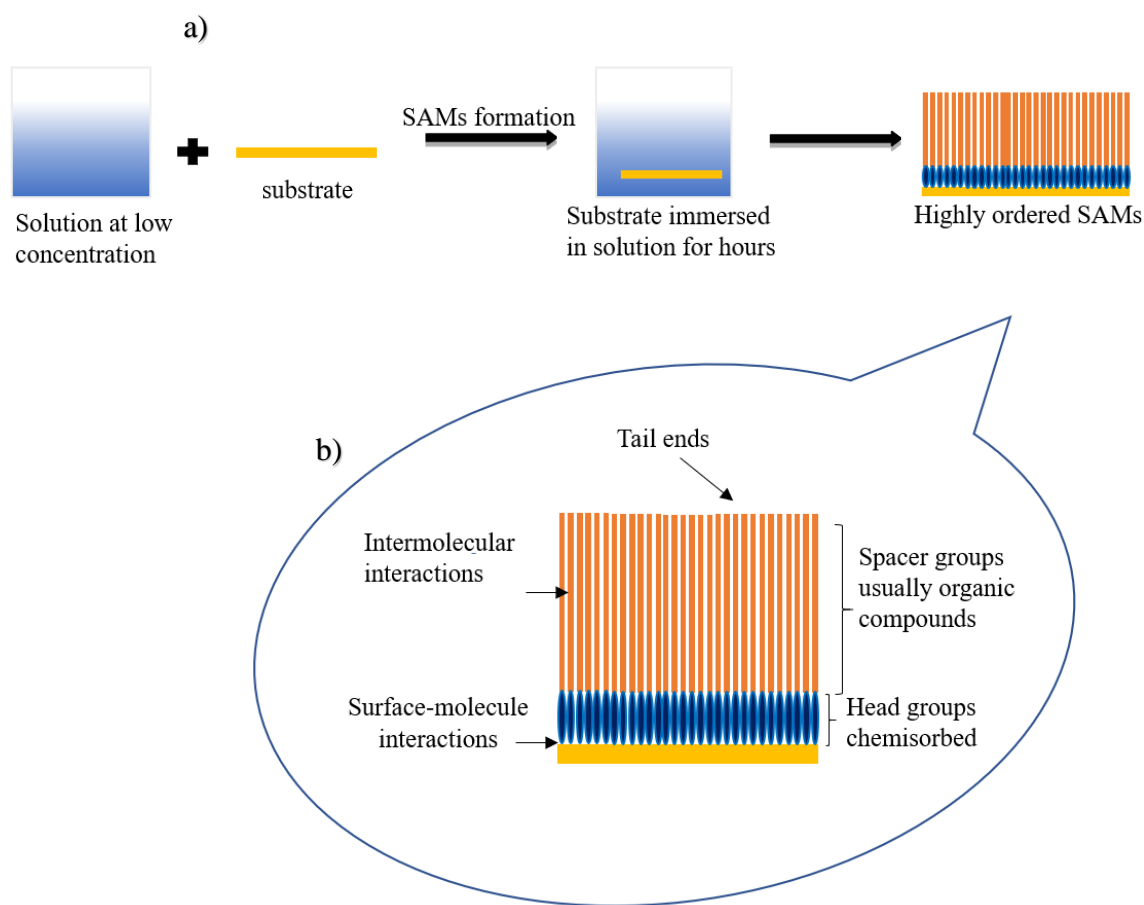 a)
SAMs formation
substrate
Solution at low
concentration
Substrate immersed
in solution for hours
Highly ordered SAMs
b)
Tail ends
Intermolecular
interactions
Spacer groups
usually organic
compounds
Surface-molecule
interactions
Head groups
chemisorbed